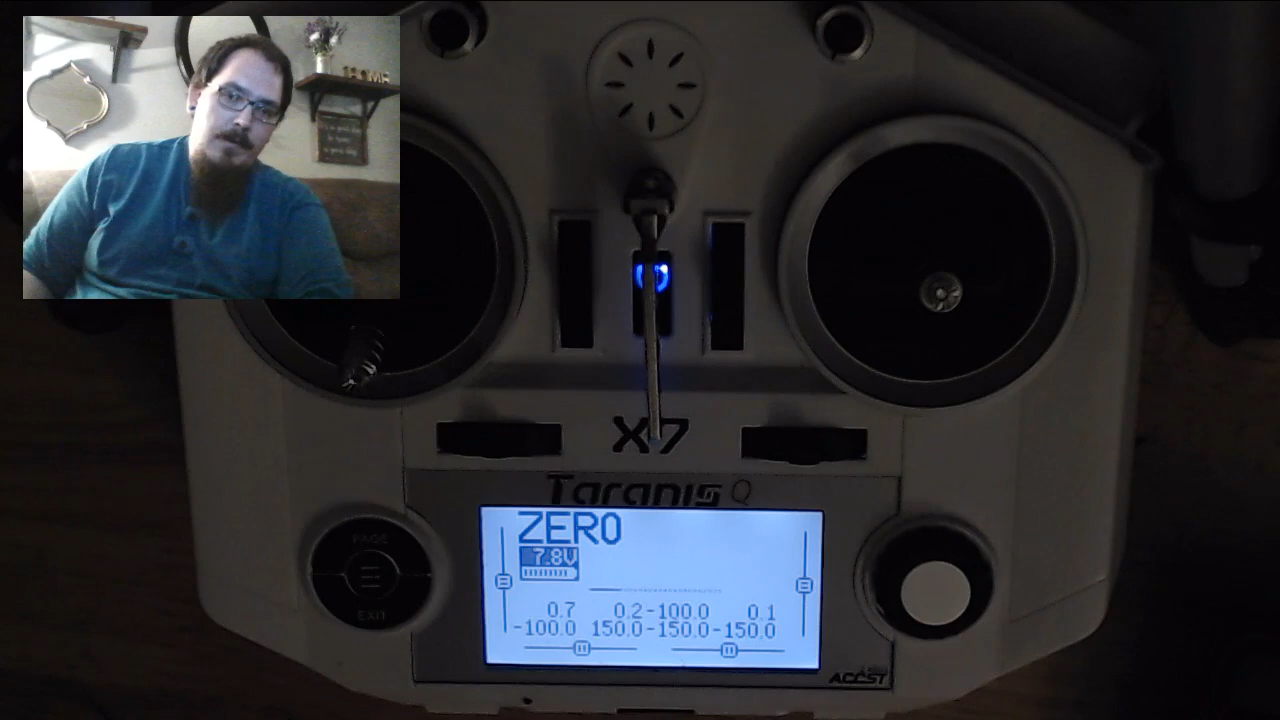 HOME
X7
Taranis Q
ZERO
7.8V
0.7 0.2 -100.0 0.1
-100.0 150.0 -150.0 -150.0
PAGE
EXIT
ACCST